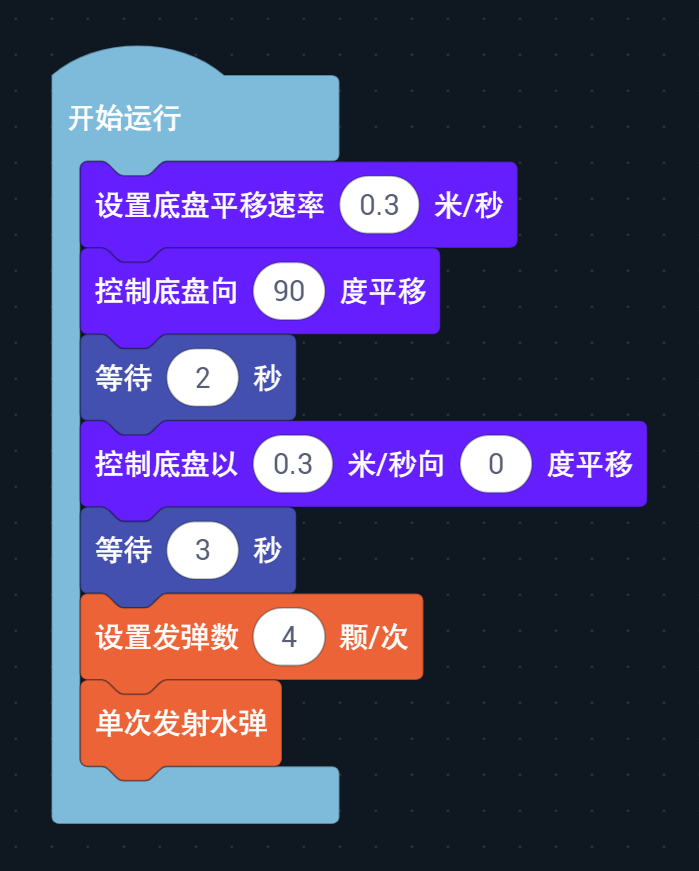 开始运行
设置底盘平移速率 0.3 米/秒
控制底盘向 90 度平移
等待 2 秒
控制底盘以 0.3 米/秒向 0 度平移
等待 3 秒
设置发弹数 4 颗/次
单次发射水弹